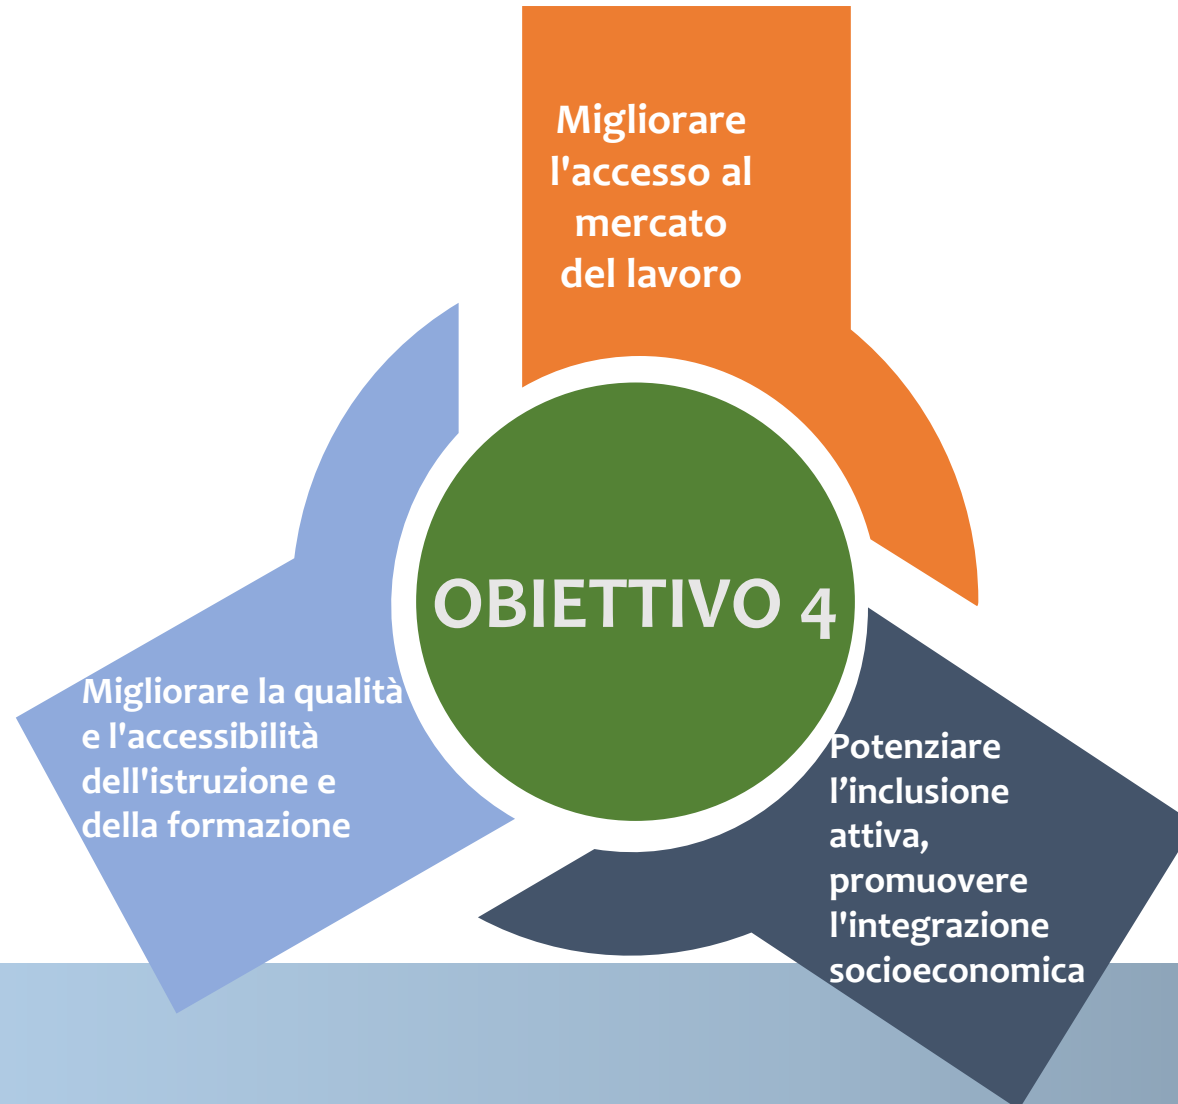 Migliorare
l'accesso al
mercato
del lavoro
OBIETTIVO 4
Migliorare la qualità
e l'accessibilità
dell'istruzione e
della formazione
Potenziare
l’inclusione
attiva,
promuovere
l'integrazione
socioeconomica